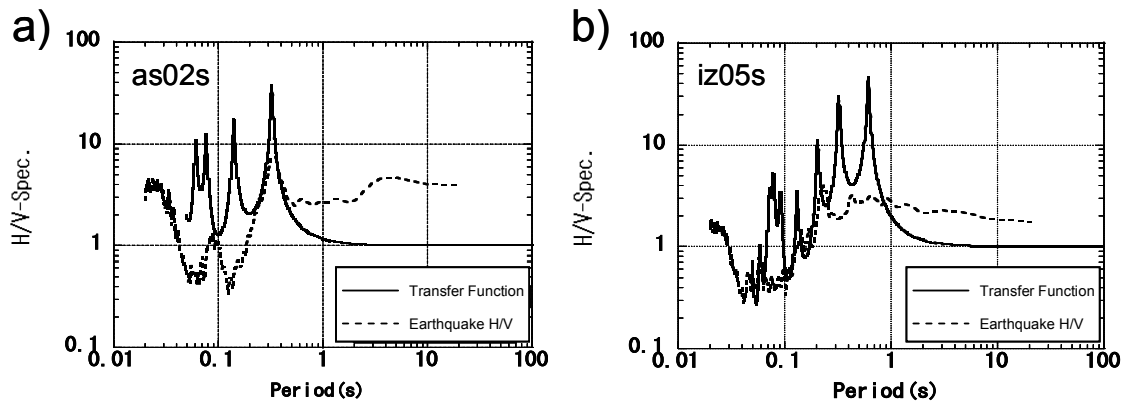 a)
as02s
H/V-Spec.
100
10
1
0.1
0.01
0.1
1
10
100
Period(s)
Transfer Function
Earthquake H/V
b)
iz05s
H/V-Spec.
100
10
1
0.1
0.01
0.1
1
10
100
Period(s)
Transfer Function
Earthquake H/V